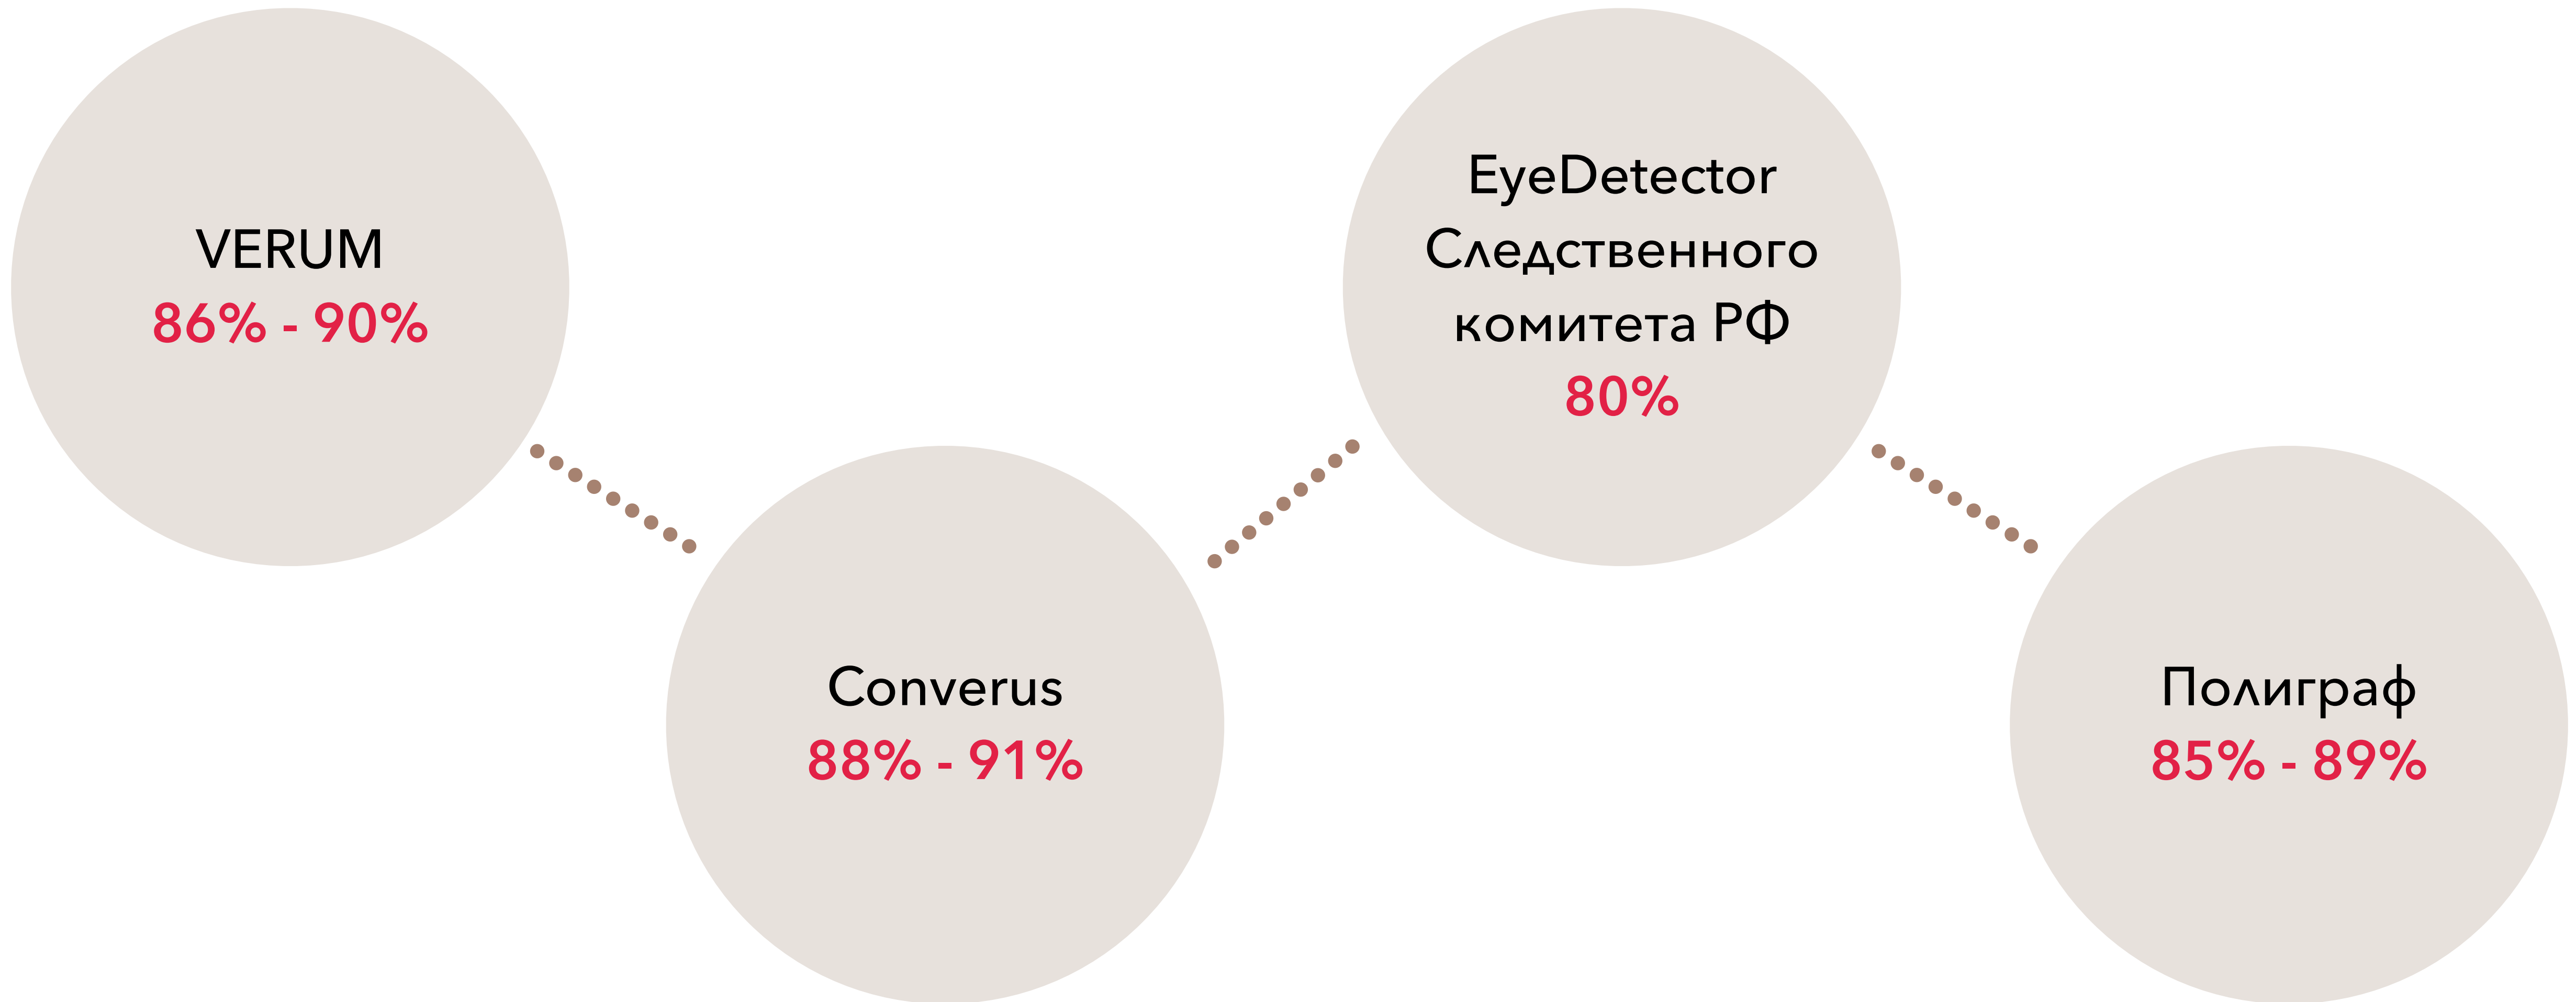 VERUM
86% - 90%
EyeDetector
Следственного
комитета РФ
80%
Converus
88% - 91%
Полиграф
85% - 89%